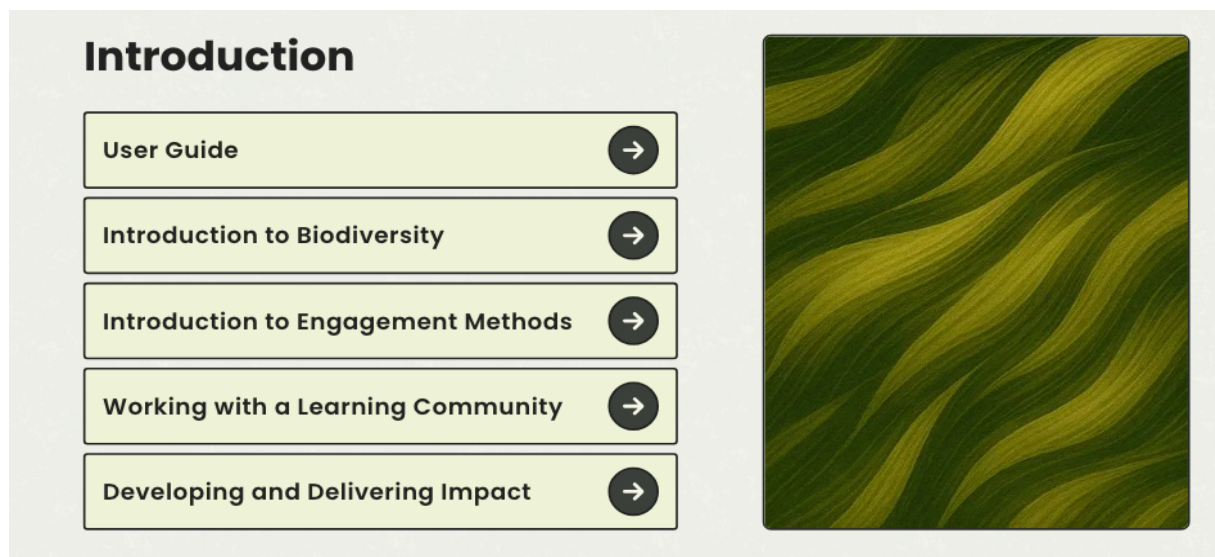 Introduction
User Guide
Introduction to Biodiversity
Introduction to Engagement Methods
Working with a Learning Community
Developing and Delivering Impact